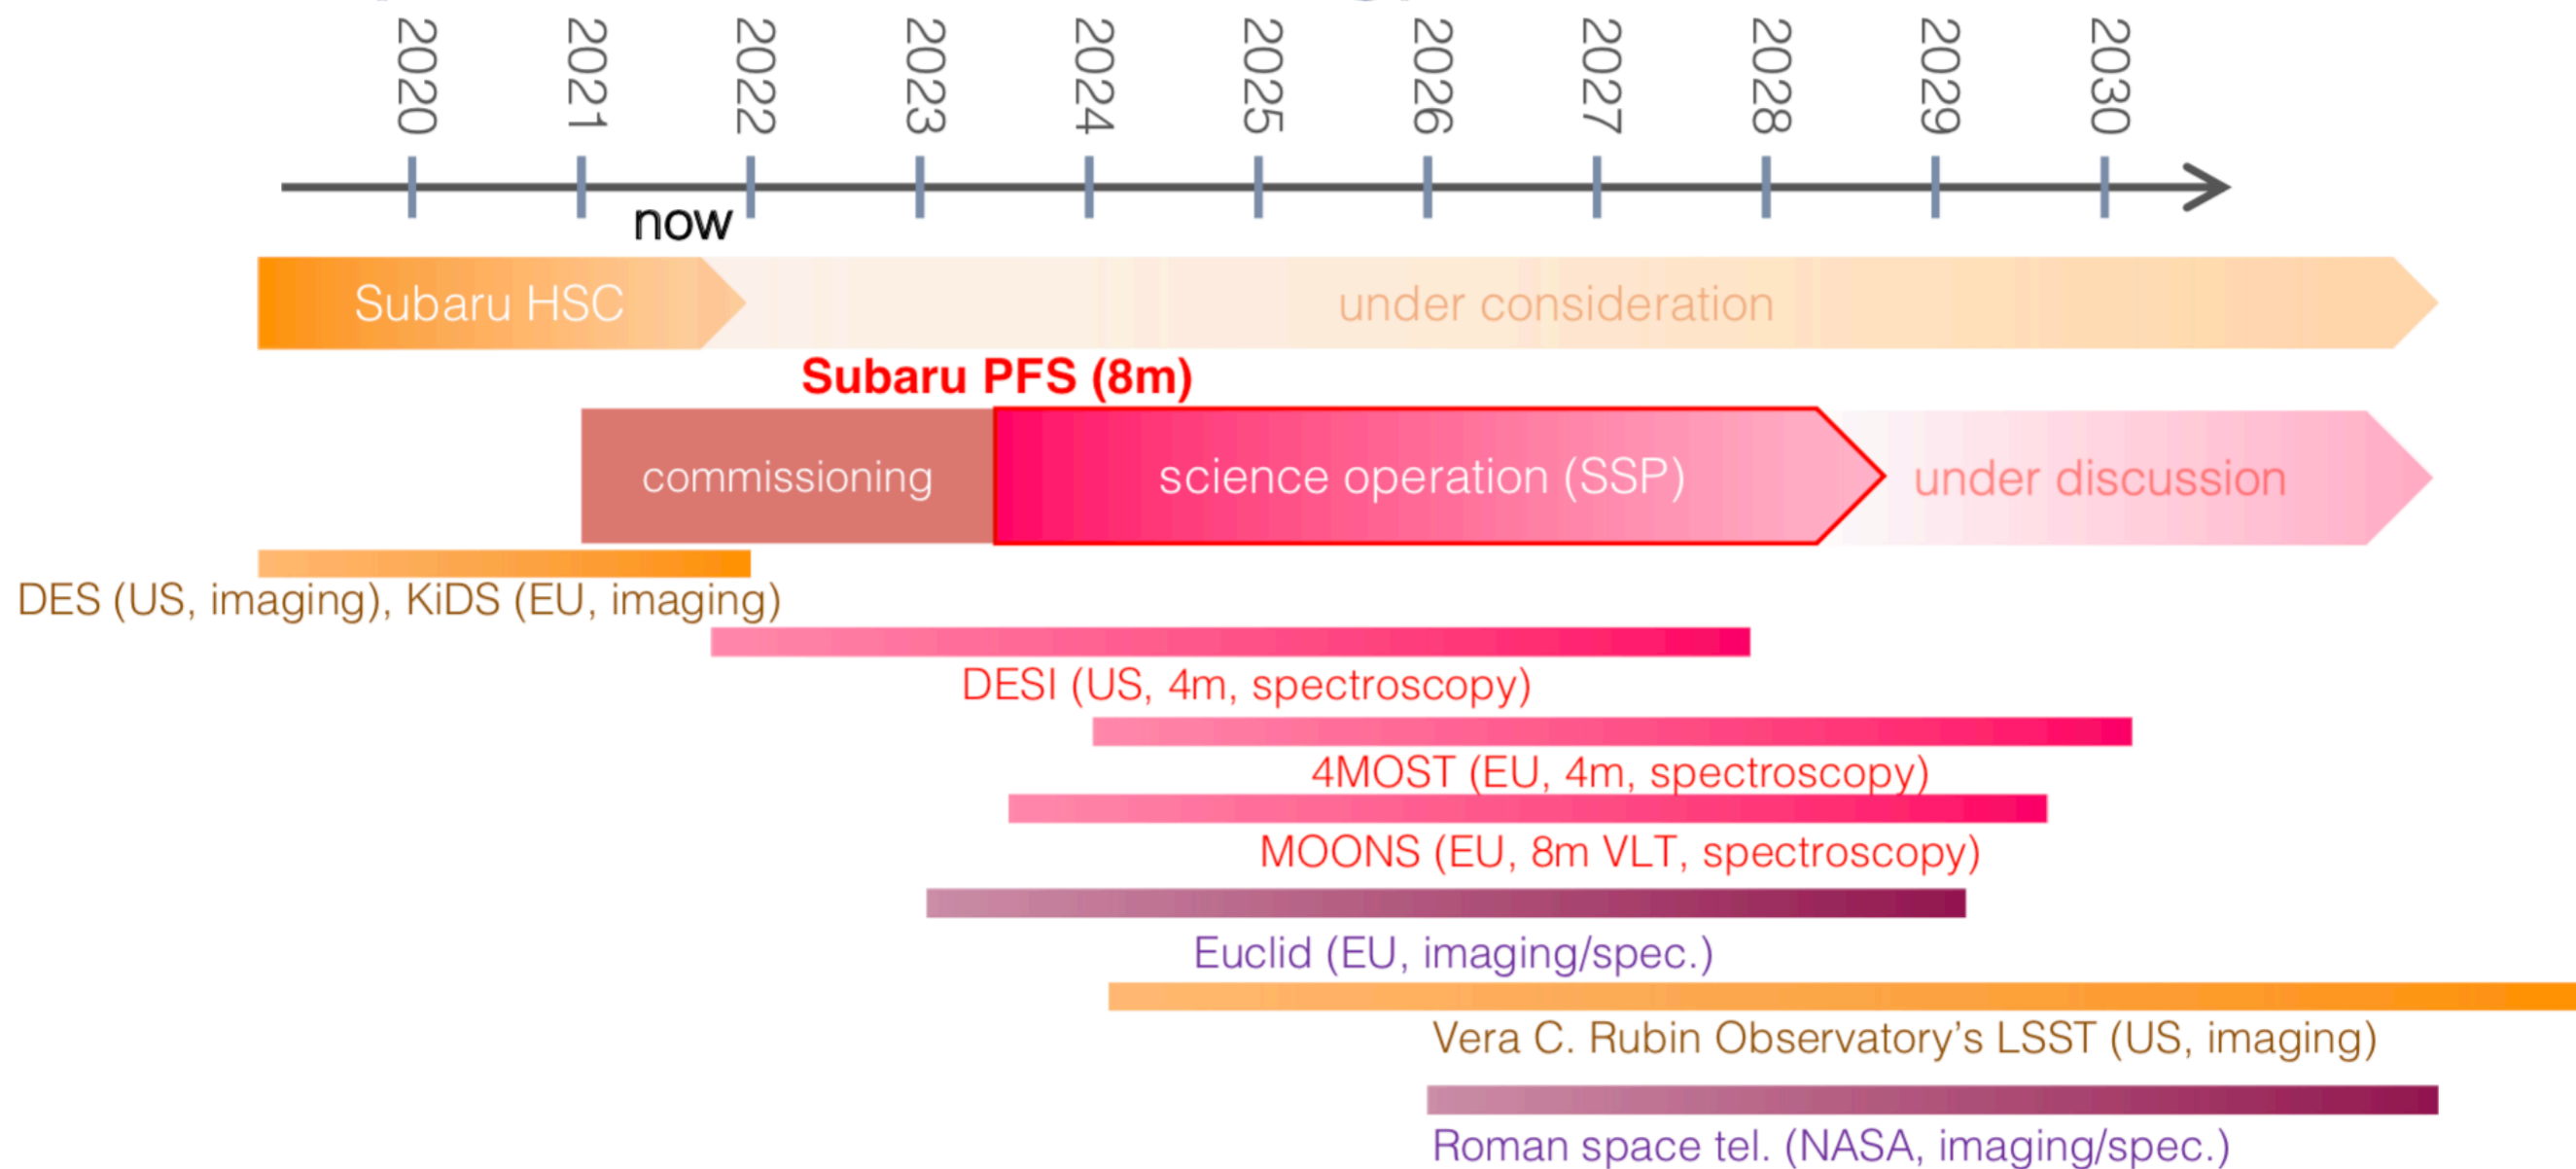 2020 2021 2022 2023 2024 2025 2026 2027 2028 2029 2030
now
Subaru HSC under consideration
Subaru PFS (8m)
commissioning science operation (SSP) under discussion
DES (US, imaging), KiDS (EU, imaging)
DESI (US, 4m, spectroscopy)
4MOST (EU, 4m, spectroscopy)
MOONS (EU, 8m VLT, spectroscopy)
Euclid (EU, imaging/spec.)
Vera C. Rubin Observatory’s LSST (US, imaging)
Roman space tel. (NASA, imaging/spec.)